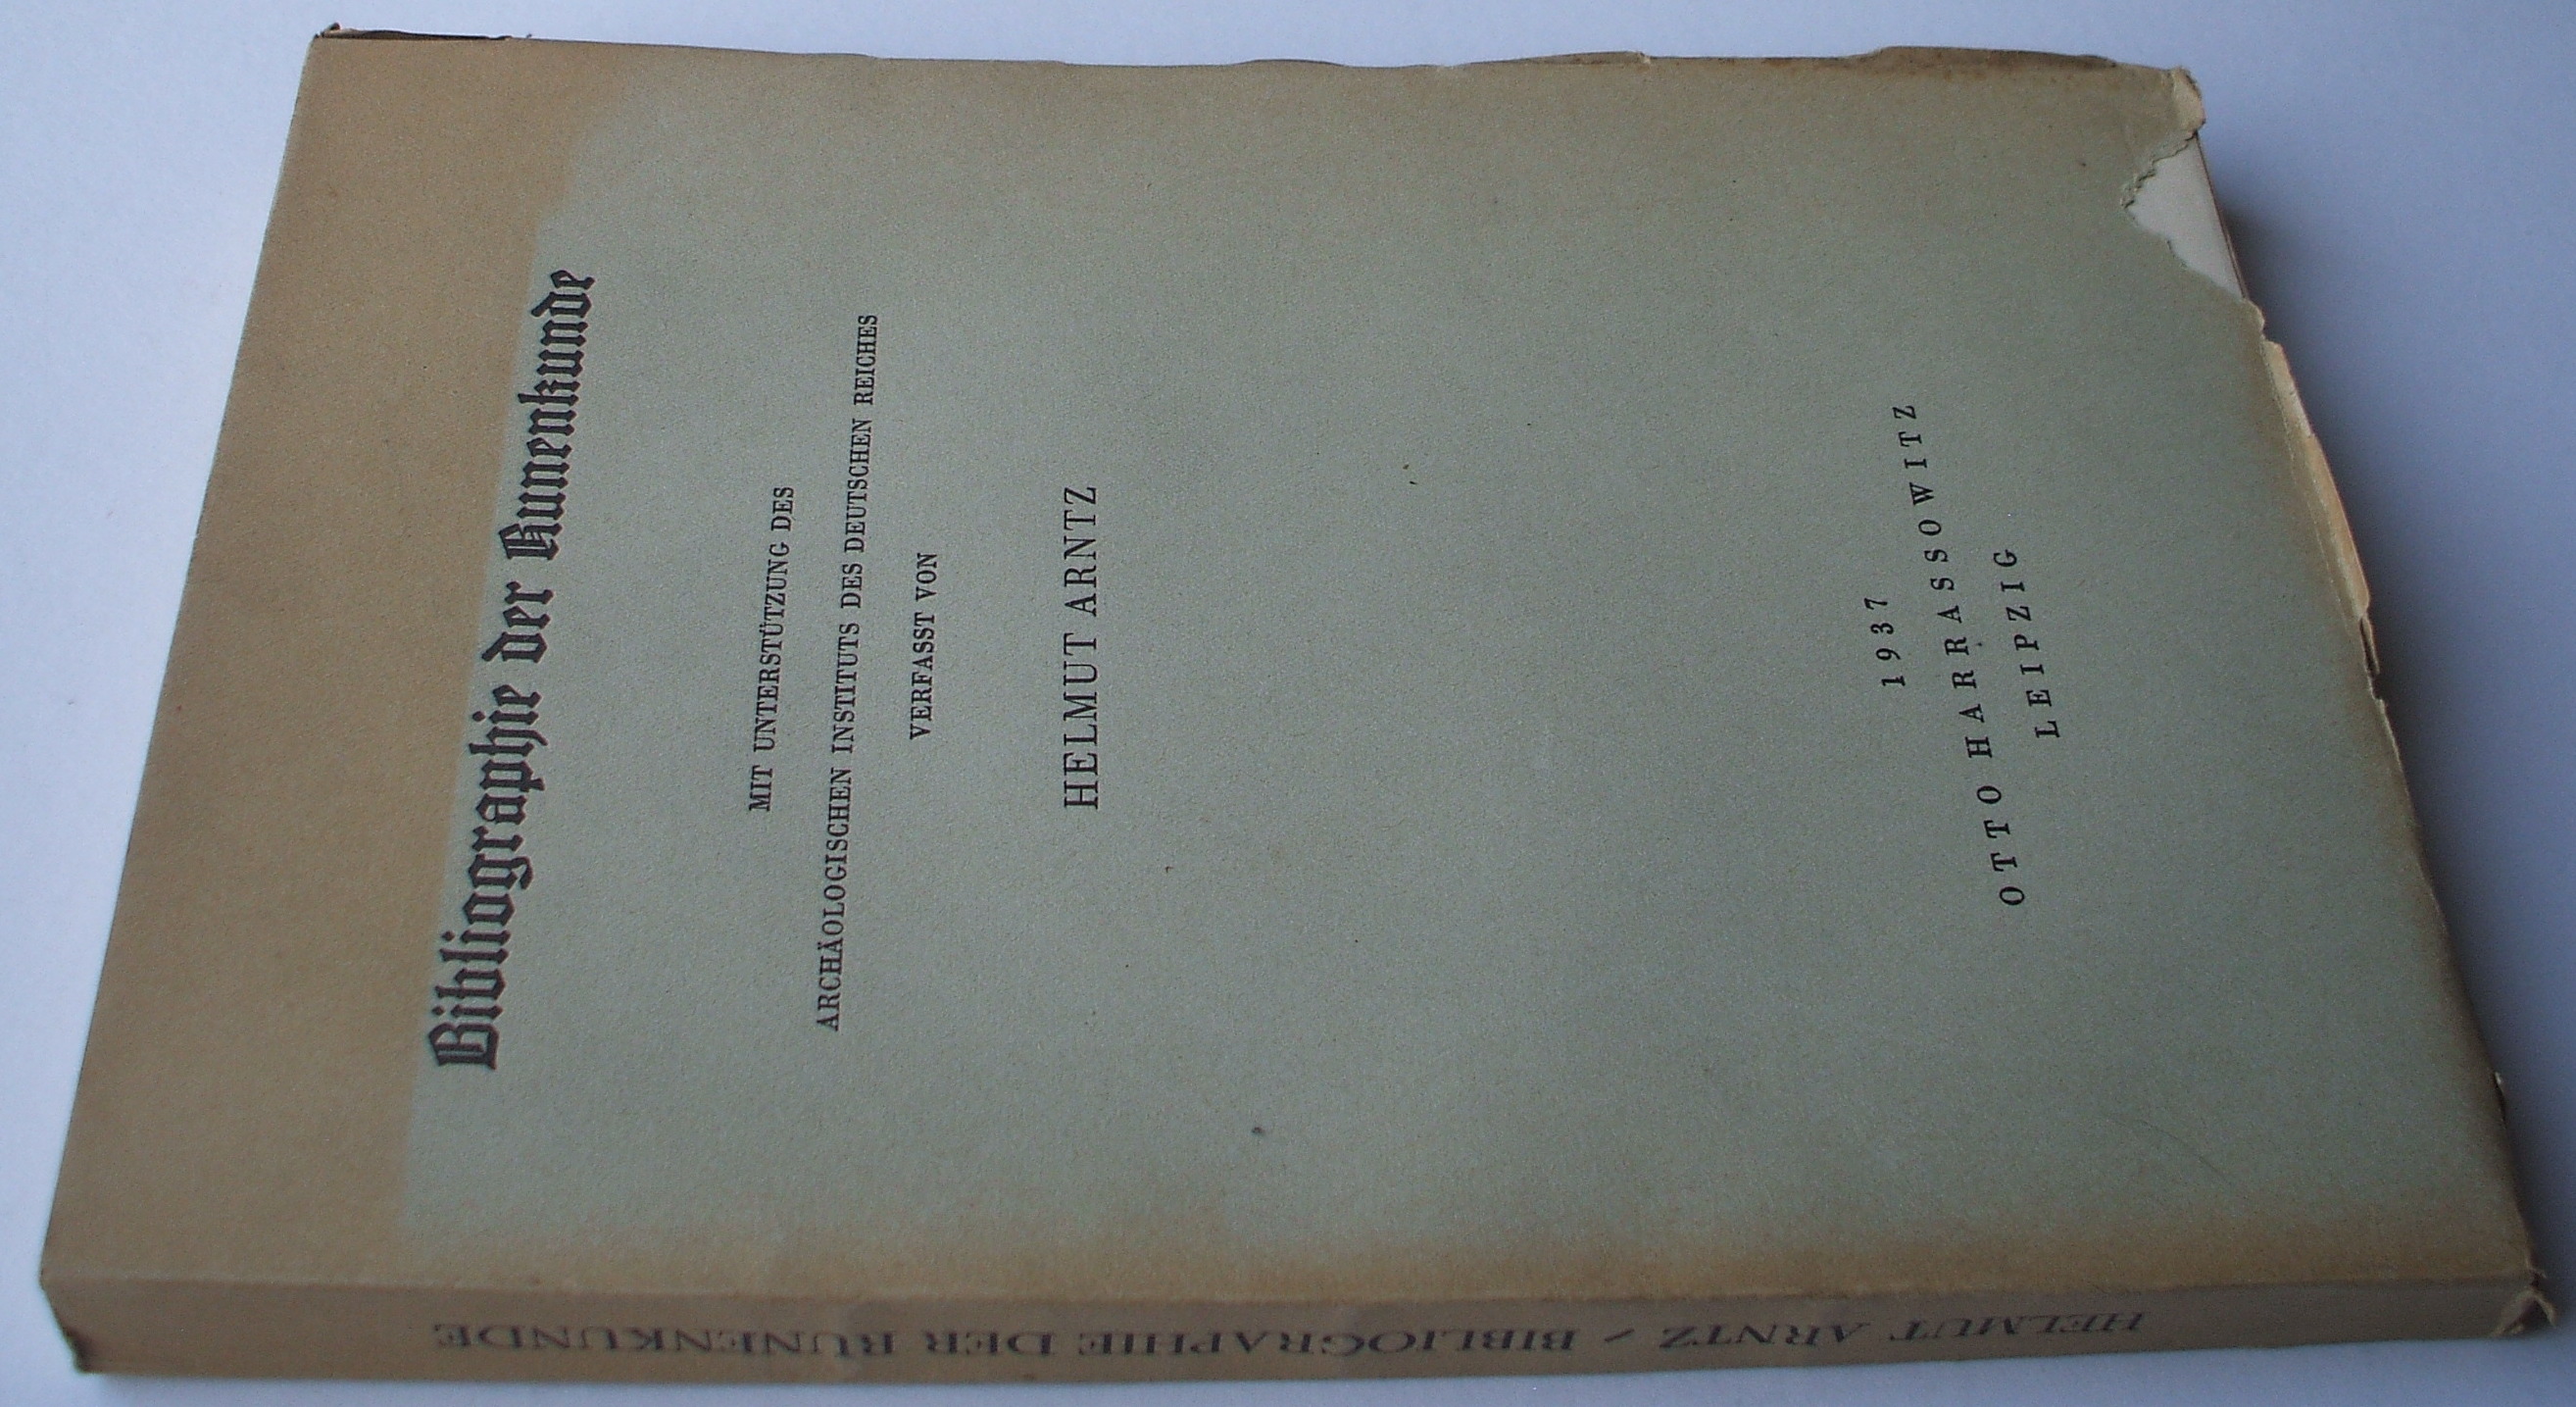 Bibliographie der Runenkunde
MIT UNTERSTÜTZUNG DES
ARCHÄOLOGISCHEN INSTITUTS DES DEUTSCHEN REICHES
VERFASST VON
HELMUT ARNTZ
1937
OTTO HARRASSOWITZ
LEIPZIG
HELMUT ARNTZ / BIBLIOGRAPHIE DER RUNENKUNDE